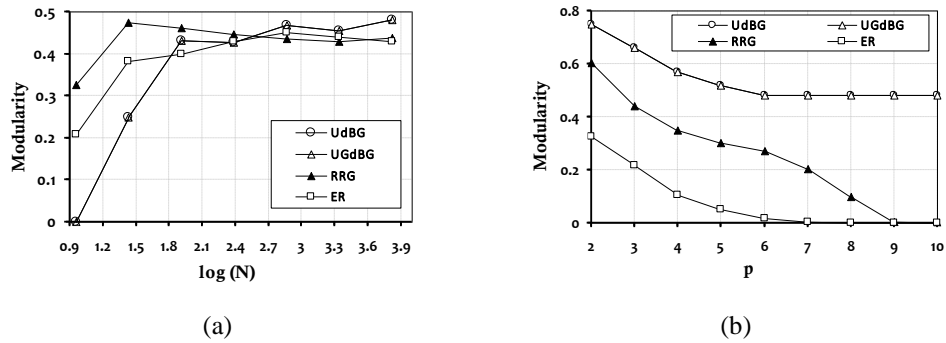 0.5
0.4
0.3
0.2
0.1
0
Modularity
UdBG
UGdBG
RRG
ER
0.9 1.2 1.5 1.8 2.1 2.4 2.7 3 3.3 3.6 3.9
log (N)
(a)
0.8
0.6
0.4
0.2
0
Modularity
UdBG UGdBG
RRG ER
2 3 4 5 6 7 8 9 10
p
(b)